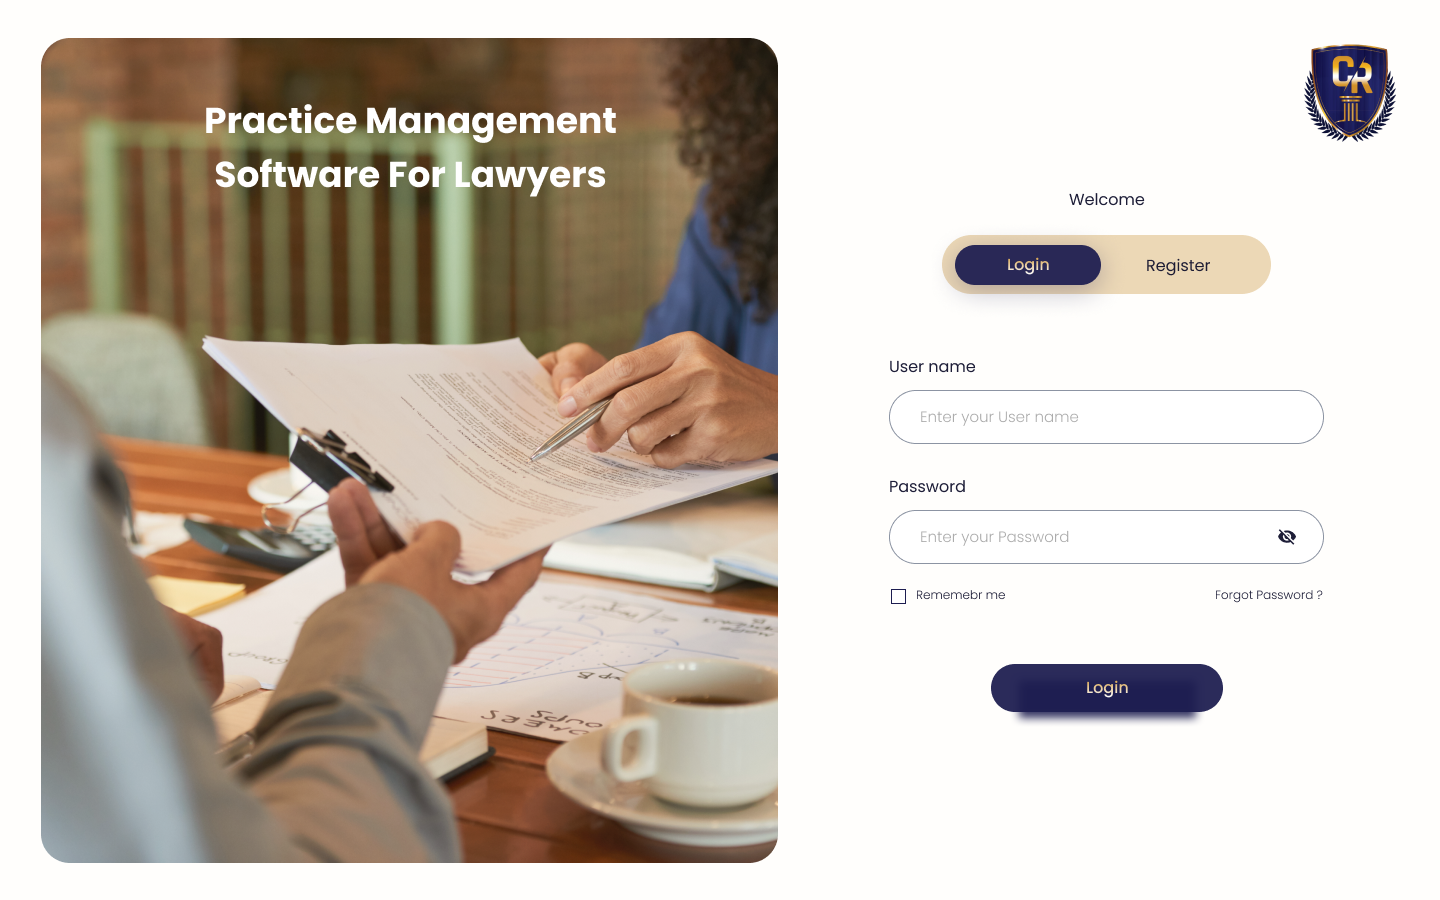 Practice Management
Software For Lawyers
CR
Welcome
Login
Register
User name
Enter your User name
Password
Enter your Password
Rememebr me
Forgot Password ?
Login